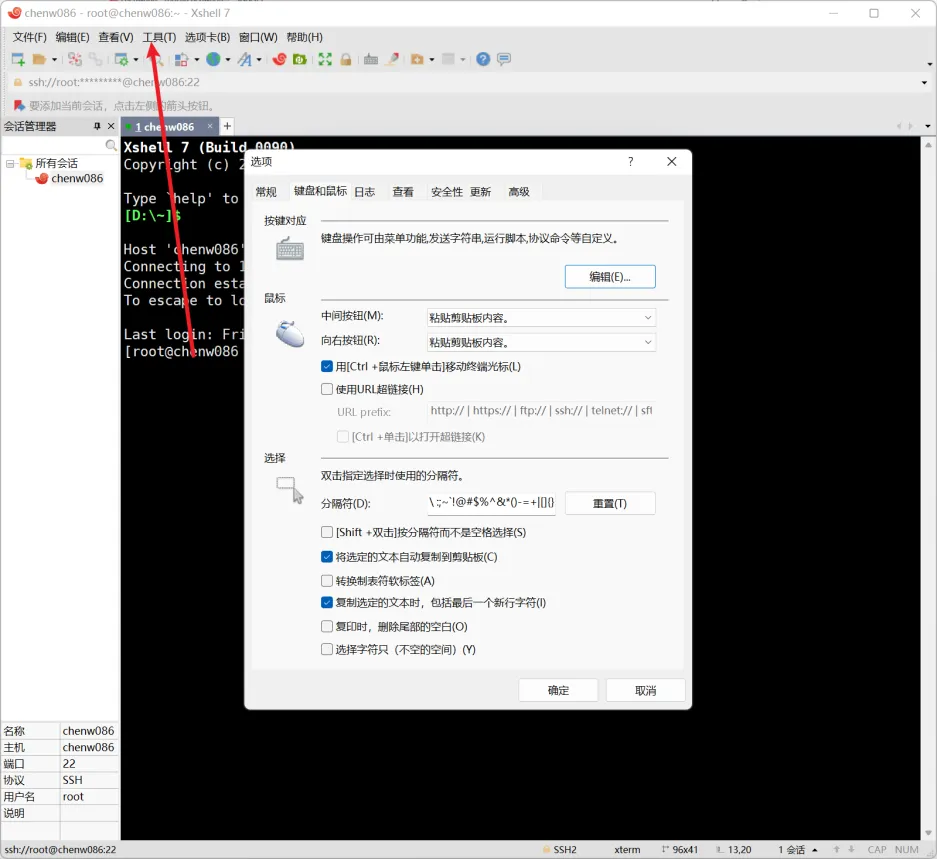 chenw086 - root@chenw086:~ - Xshell 7
文件(F) 编辑(E) 查看(V) 工具(T) 选项卡(B) 窗口(W) 帮助(H)
ssh://root:*********@chenw086:22
要添加当前会话，点击左侧的箭头按钮。
会话管理器
1 chenw086
所有会话
chenw086
Xshell 7 (Build 0090)
Copyright (c) 2
Type `help' to
[D:\~]$
Host 'chenw086'
Connecting to 1
Connection esta
To escape to lo
Last login: Fri
[root@chenw086
选项
常规 键盘和鼠标 日志 查看 安全性 更新 高级
按键对应
键盘操作可由菜单功能,发送字符串,运行脚本,协议命令等自定义。
编辑(E)...
鼠标
中间按钮(M): 粘贴剪贴板内容。
向右按钮(R): 粘贴剪贴板内容。
用[Ctrl +鼠标左键单击]移动终端光标(L)
使用URL超链接(H)
URL prefix: http:// | https:// | ftp:// | ssh:// | telnet:// | sft
[Ctrl +单击]以打开超链接(K)
选择
双击指定选择时使用的分隔符。
分隔符(D): \ :;~`!@#$%^&*()-=+|[]{} 重置(T)
[Shift +双击]按分隔符而不是空格选择(S)
将选定的文本自动复制到剪贴板(C)
转换制表符软标签(A)
复制选定的文本时，包括最后一个新行字符(I)
复印时，删除尾部的空白(O)
选择字符只（不空的空间）(Y)
确定 取消
名称 chenw086
主机 chenw086
端口 22
协议 SSH
用户名 root
说明
ssh://root@chenw086:22 SSH2 xterm 96x41 13,20 1 会话 CAP NUM